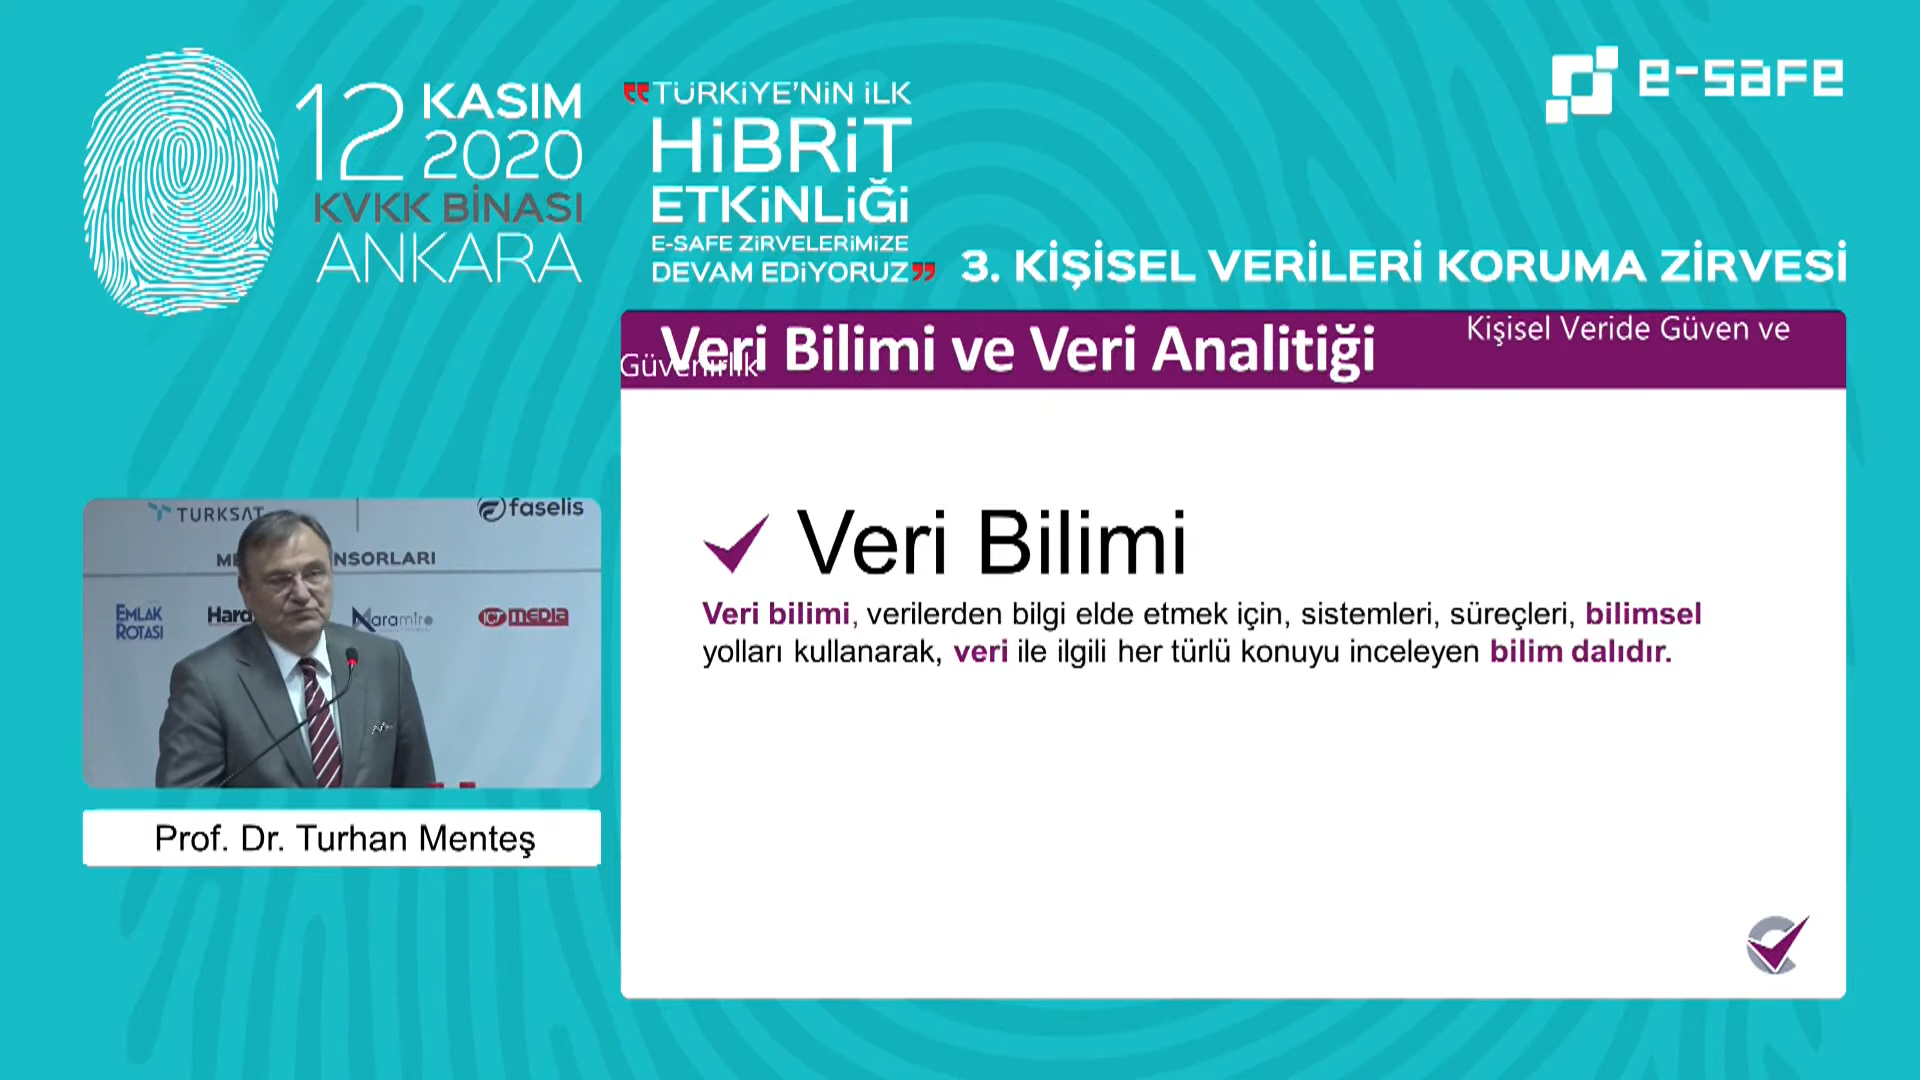 12 KASIM
2020
KVKK BİNASI
ANKARA
TÜRKİYE'NİN İLK
HİBRİT
ETKİNLİĞİ
E-SAFE ZİRVELERİMİZE
DEVAM EDİYORUZ
e-safe
3. KİŞİSEL VERİLERİ KORUMA ZİRVESİ
Kişisel Veride Güven ve
Güvenirlik
Veri Bilimi ve Veri Analitiği
Veri Bilimi
Veri bilimi, verilerden bilgi elde etmek için, sistemleri, süreçleri, bilimsel
yolları kullanarak, veri ile ilgili her türlü konuyu inceleyen bilim dalıdır.
TURKSAT
faselis
EMLAK
ROTASI
ICT MEDIA
Prof. Dr. Turhan Menteş